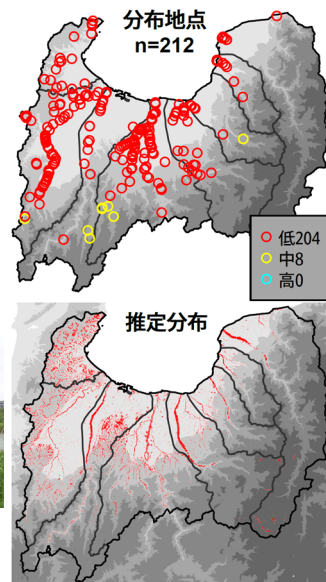 分布地点
n=212
低204
中8
高0
推定分布